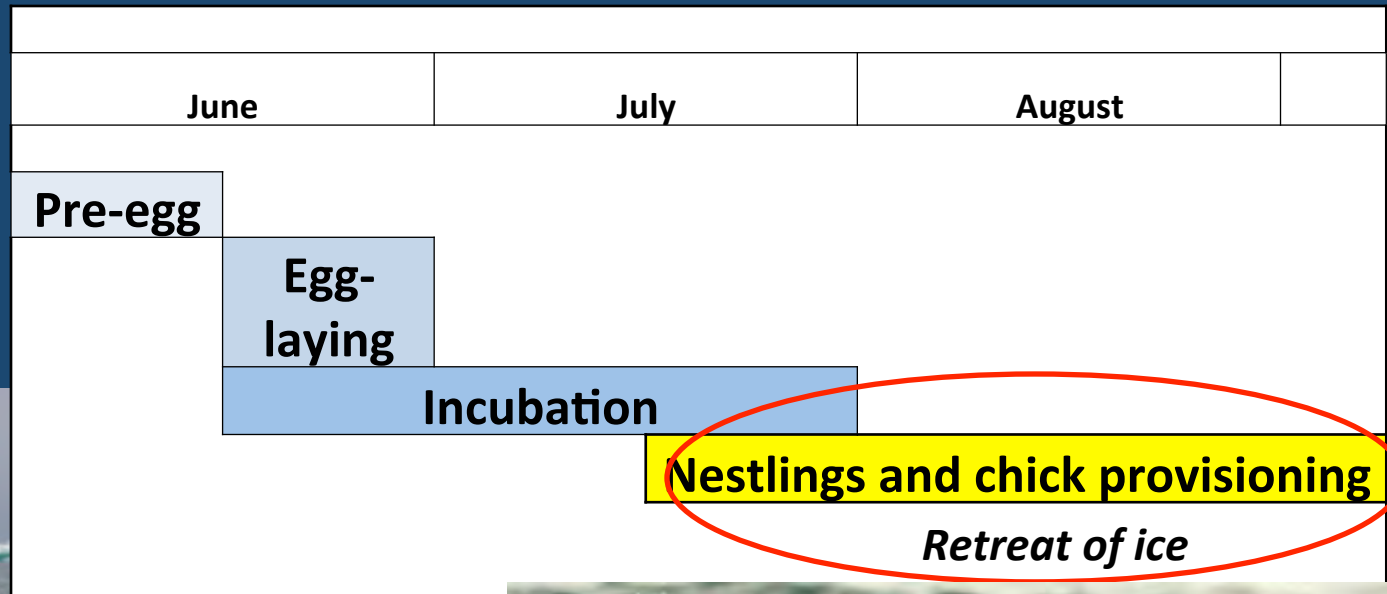 June July August
Pre-egg
Egg-
laying
Incubation
Nestlings and chick provisioning
Retreat of ice